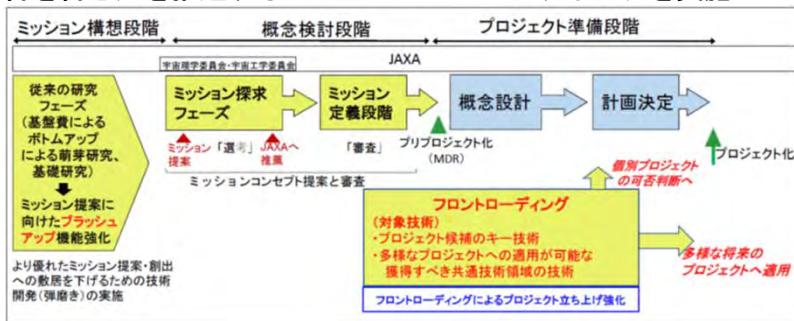 ミッション構想段階
概念検討段階
プロジェクト準備段階
JAXA
宇宙理学委員会・宇宙工学委員会
従来の研究
フェーズ
(基盤費による
ボトムアップ
による萌芽研究、
基礎研究)
ミッション提案に
向けたブラッシュ
アップ機能強化
ミッション探求
フェーズ
ミッション
定義段階
概念設計
計画決定
ミッション
提案
「選考」
JAXAへ
推薦
「審査」
プリプロジェクト化
(MDR)
プロジェクト化
ミッションコンセプト提案と審査
個別プロジェクト
の可否判断へ
フロントローディング
(対象技術)
・プロジェクト候補のキー技術
・多様なプロジェクトへの適用が可能な
獲得すべき共通技術領域の技術
多様な将来の
プロジェクトへ適用
フロントローディングによるプロジェクト立ち上げ強化
より優れたミッション提案・創出
への敷居を下げるための技術
開発(弾磨き)の実施